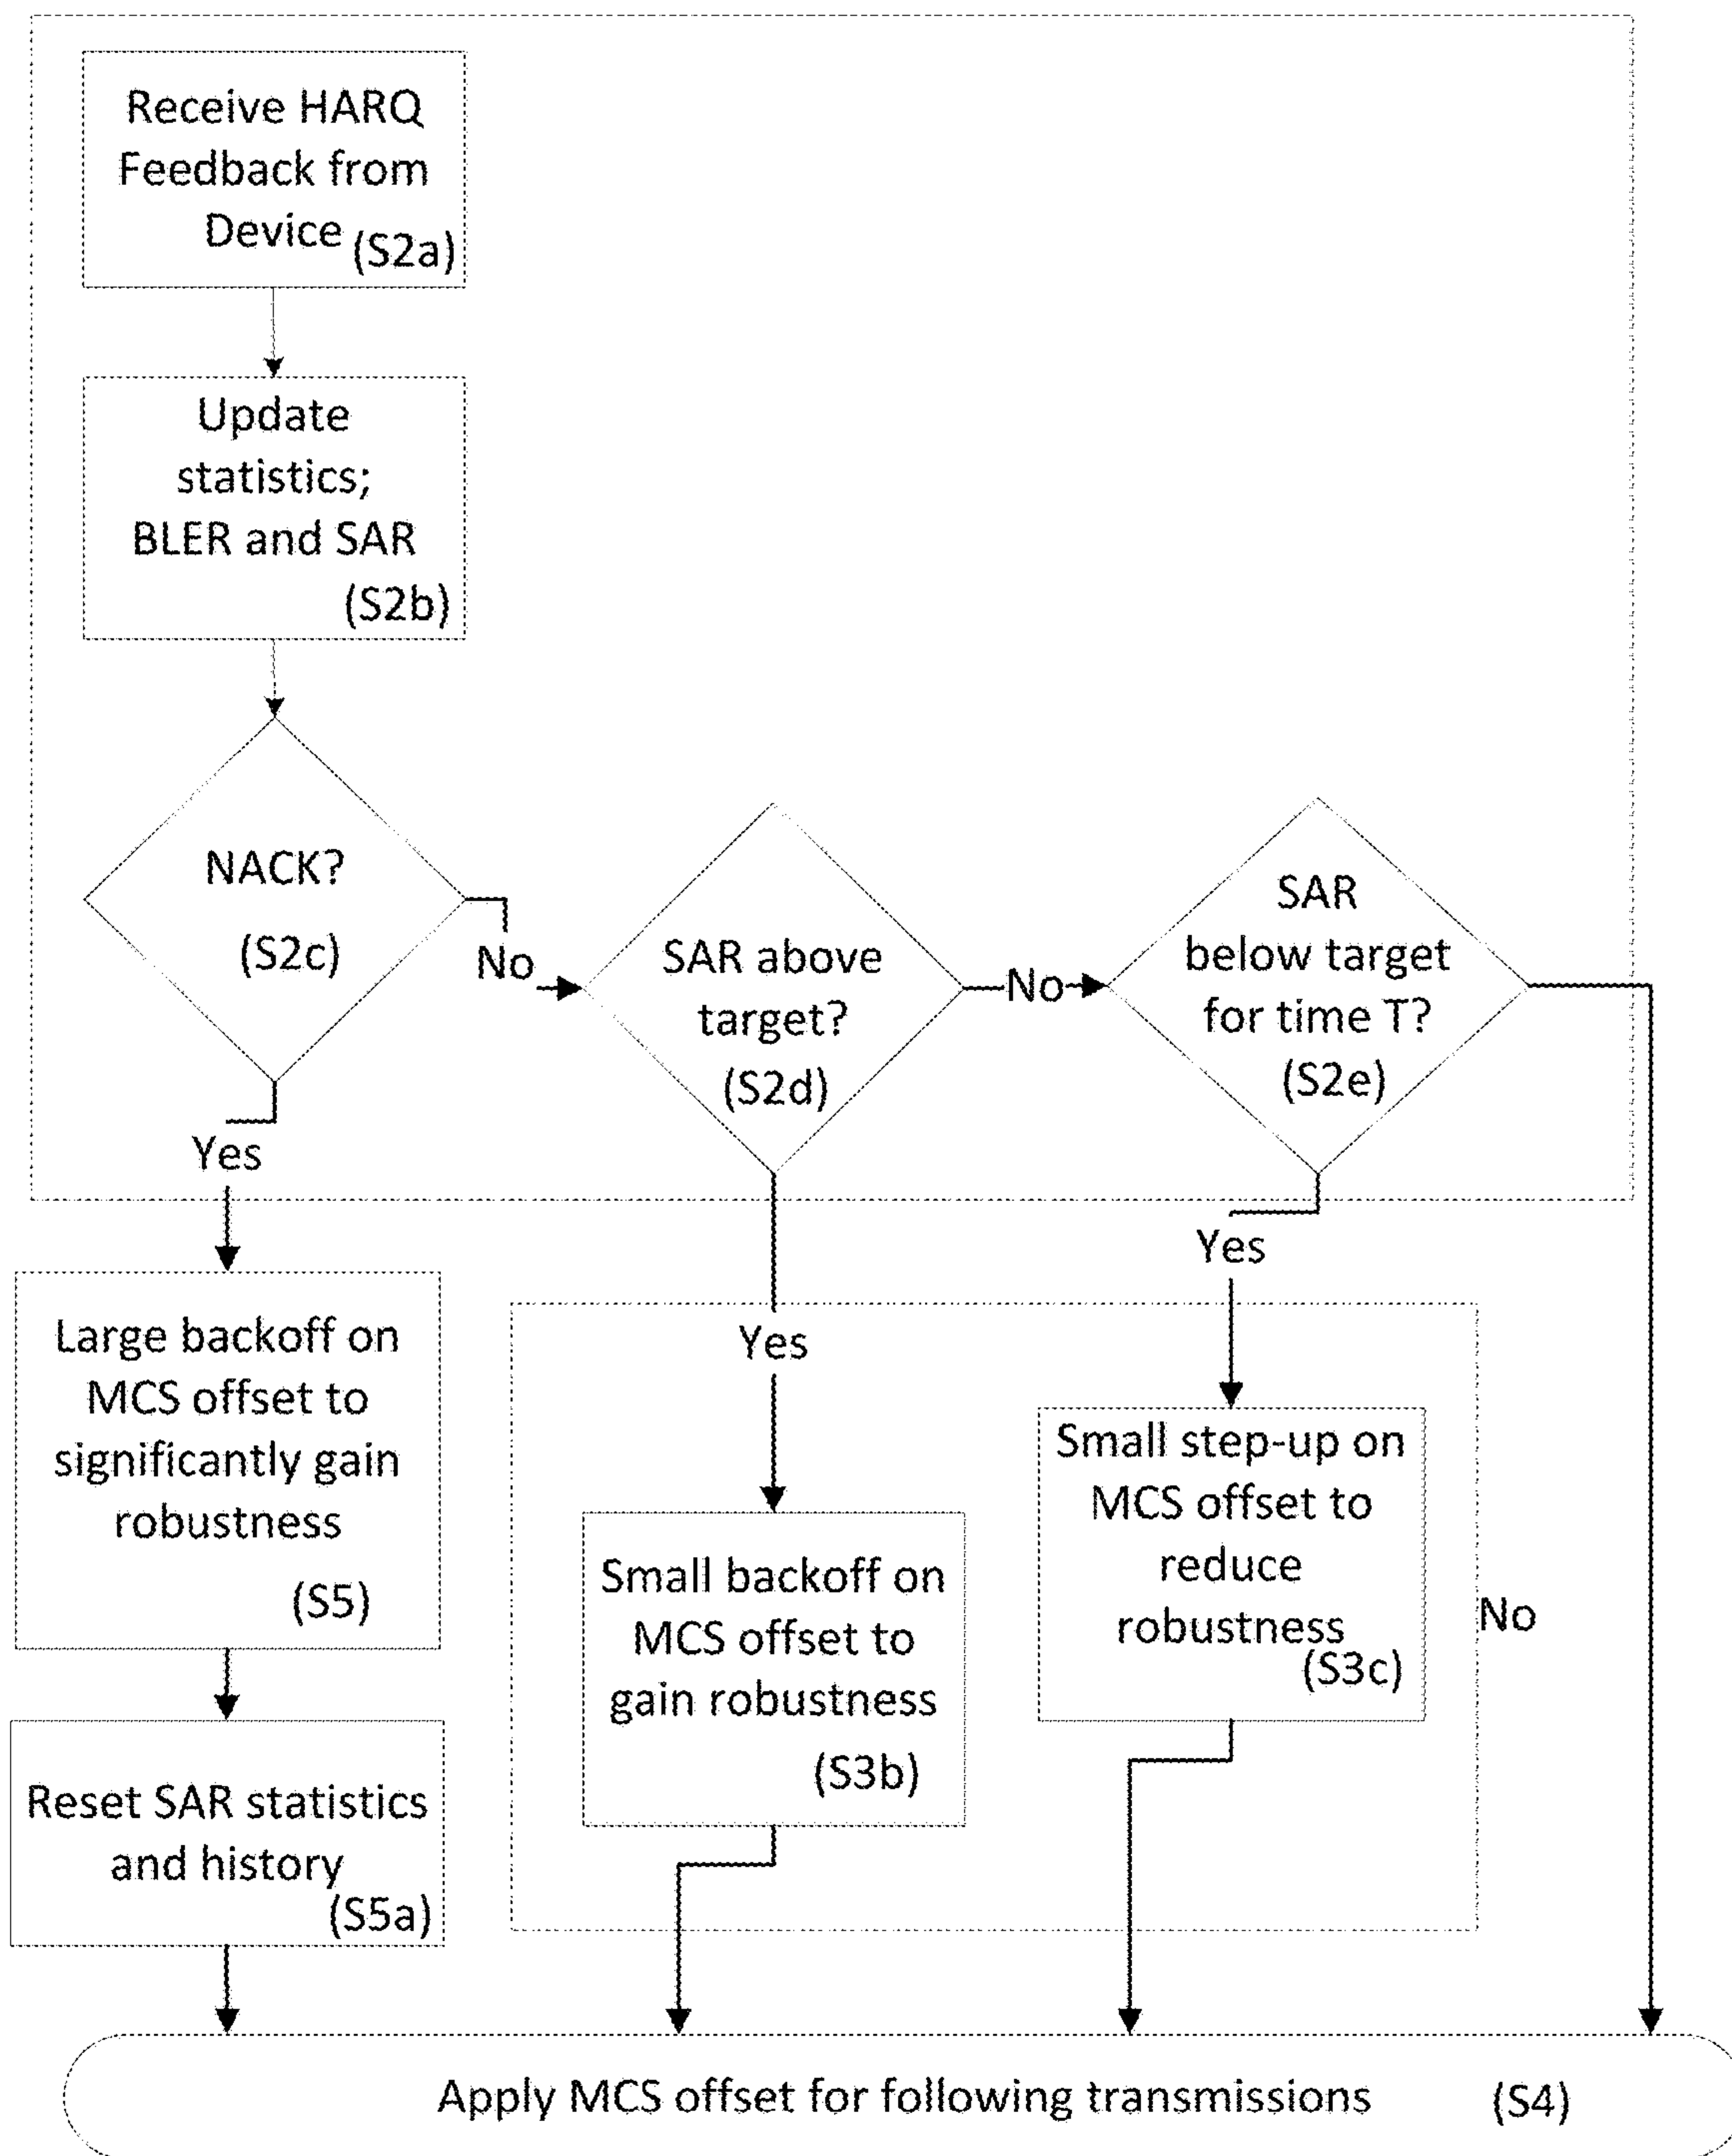 Receive HARQ
Feedback from
Device (S2a)
Update
statistics;
BLER and SAR
(S2b)
NACK?
(S2c)
No
SAR above
target?
(S2d)
No
SAR
below target
for time T?
(S2e)
Yes
Yes
Yes
Large backoff on
MCS offset to
significantly gain
robustness
(S5)
Small backoff on
MCS offset to
gain robustness
(S3b)
Small step-up on
MCS offset to
reduce
robustness
(S3c)
No
Reset SAR statistics
and history
(S5a)
Apply MCS offset for following transmissions (S4)